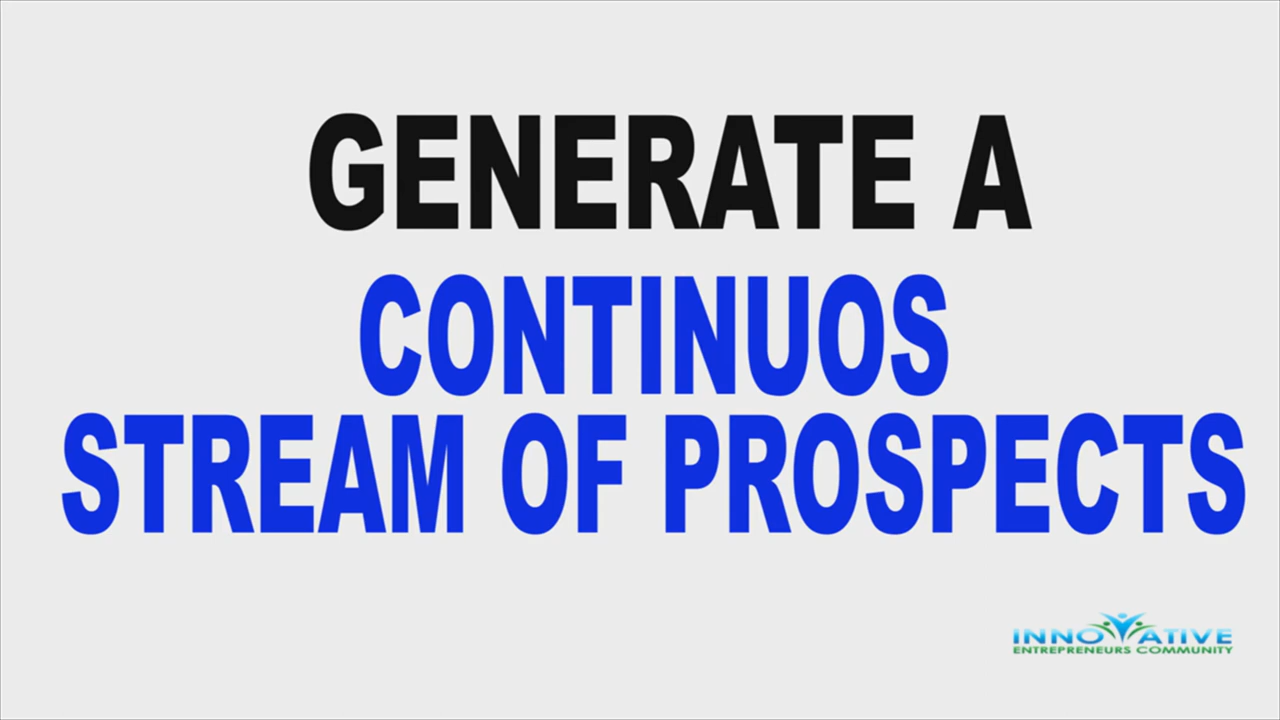 GENERATE A
CONTINUOS
STREAM OF PROSPECTS
INNOVATIVE
ENTREPRENEURS COMMUNITY